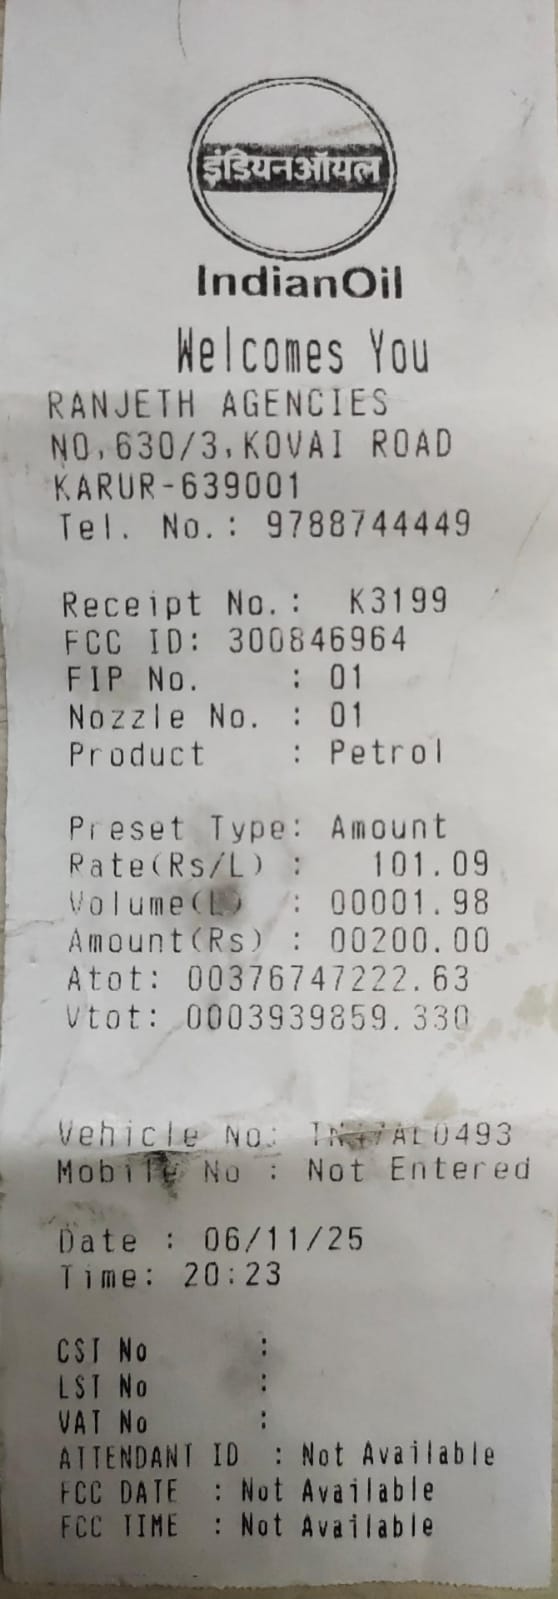 इंडियनऑयल
IndianOil
Welcomes You
RANJETH AGENCIES
NO,630/3,KOVAI ROAD
KARUR-639001
Tel. No.: 9788744449
Receipt No.: K3199
FCC ID: 300846964
FIP No. : 01
Nozzle No. : 01
Product : Petrol
Preset Type: Amount
Rate(Rs/L) : 101.09
Volume(L) : 00001.98
Amount(Rs) : 00200.00
Atot: 00376747222.63
Vtot: 0003939859.330
Vehicle No:
Mobile No : Not Entered
Date : 06/11/25
Time: 20:23
CST No :
LST No :
VAT No :
ATTENDANT ID : Not Available
FCC DATE : Not Available
FCC TIME : Not Available